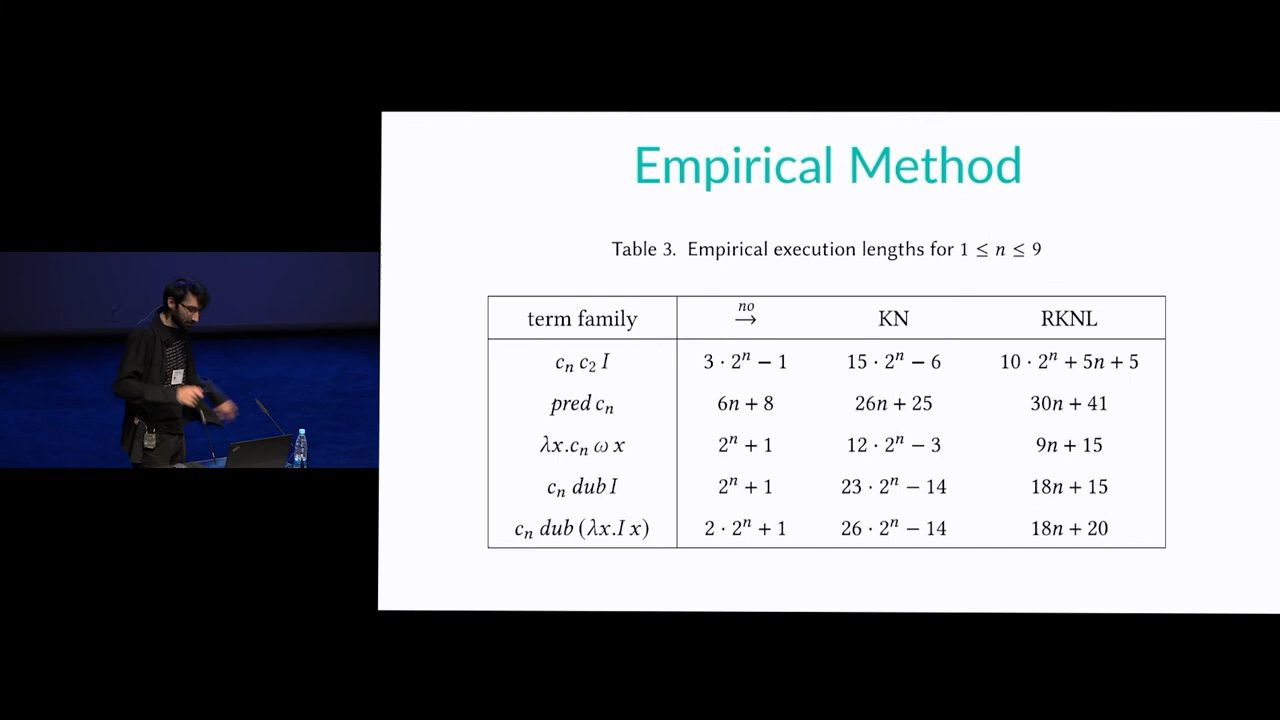 Empirical Method
Table 3. Empirical execution lengths for 1 ≤ n ≤ 9
term family no → KN RKNL
cₙ c₂ I 3 · 2ⁿ − 1 15 · 2ⁿ − 6 10 · 2ⁿ + 5n + 5
pred cₙ 6n + 8 26n + 25 30n + 41
λx.cₙ ω x 2ⁿ + 1 12 · 2ⁿ − 3 9n + 15
cₙ dub I 2ⁿ + 1 23 · 2ⁿ − 14 18n + 15
cₙ dub (λx.I x) 2 · 2ⁿ + 1 26 · 2ⁿ − 14 18n + 20